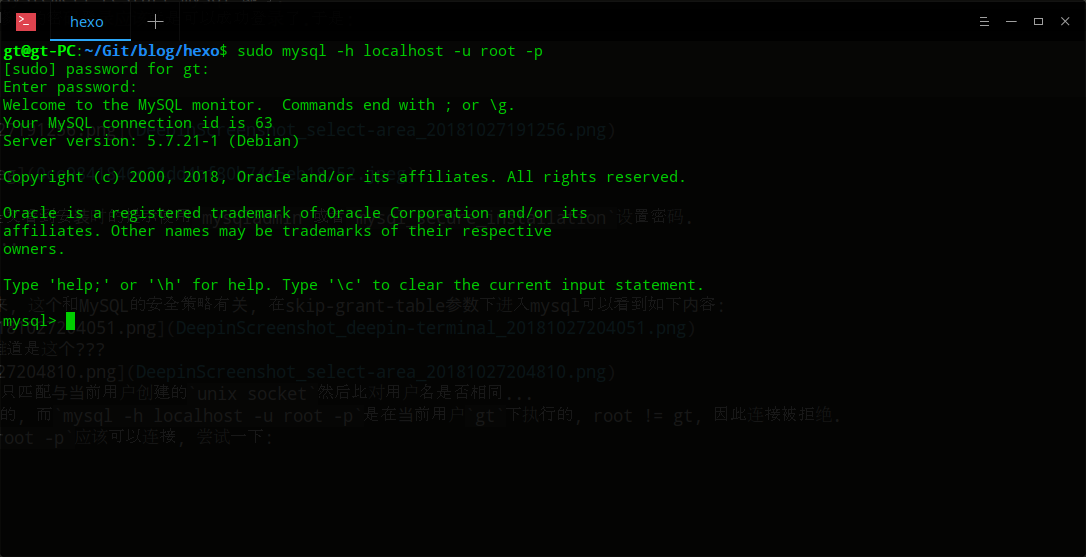 hexo
gt@gt-PC:~/Git/blog/hexo$ sudo mysql -h localhost -u root -p
[sudo] password for gt:
Enter password:
Welcome to the MySQL monitor.  Commands end with ; or \g.
Your MySQL connection id is 63
_select-area_20181027191256.png)
Server version: 5.7.21-1 (Debian)
Copyright (c) 2000, 2018, Oracle and/or its affiliates. All rights reserved.
Oracle is a registered trademark of Oracle Corporation and/or its
设置密码.
affiliates. Other names may be trademarks of their respective
owners.
Type 'help;' or '\h' for help. Type '\c' to clear the current input statement.
这个和MySQL的安全策略有关, 在skip-grant-table参数下进入mysql可以看到如下内容:
mysql>
81027204051.png](DeepinScreenshot_deepin-terminal_20181027204051.png)
道是这个???
27204810.png](DeepinScreenshot_select-area_20181027204810.png)
只匹配与当前用户创建的`unix socket`然后比对用户名是否相同...
的, 而`mysql -h localhost -u root -p`是在当前用户`gt`下执行的, root != gt, 因此连接被拒绝.
root -p`应该可以连接, 尝试一下: